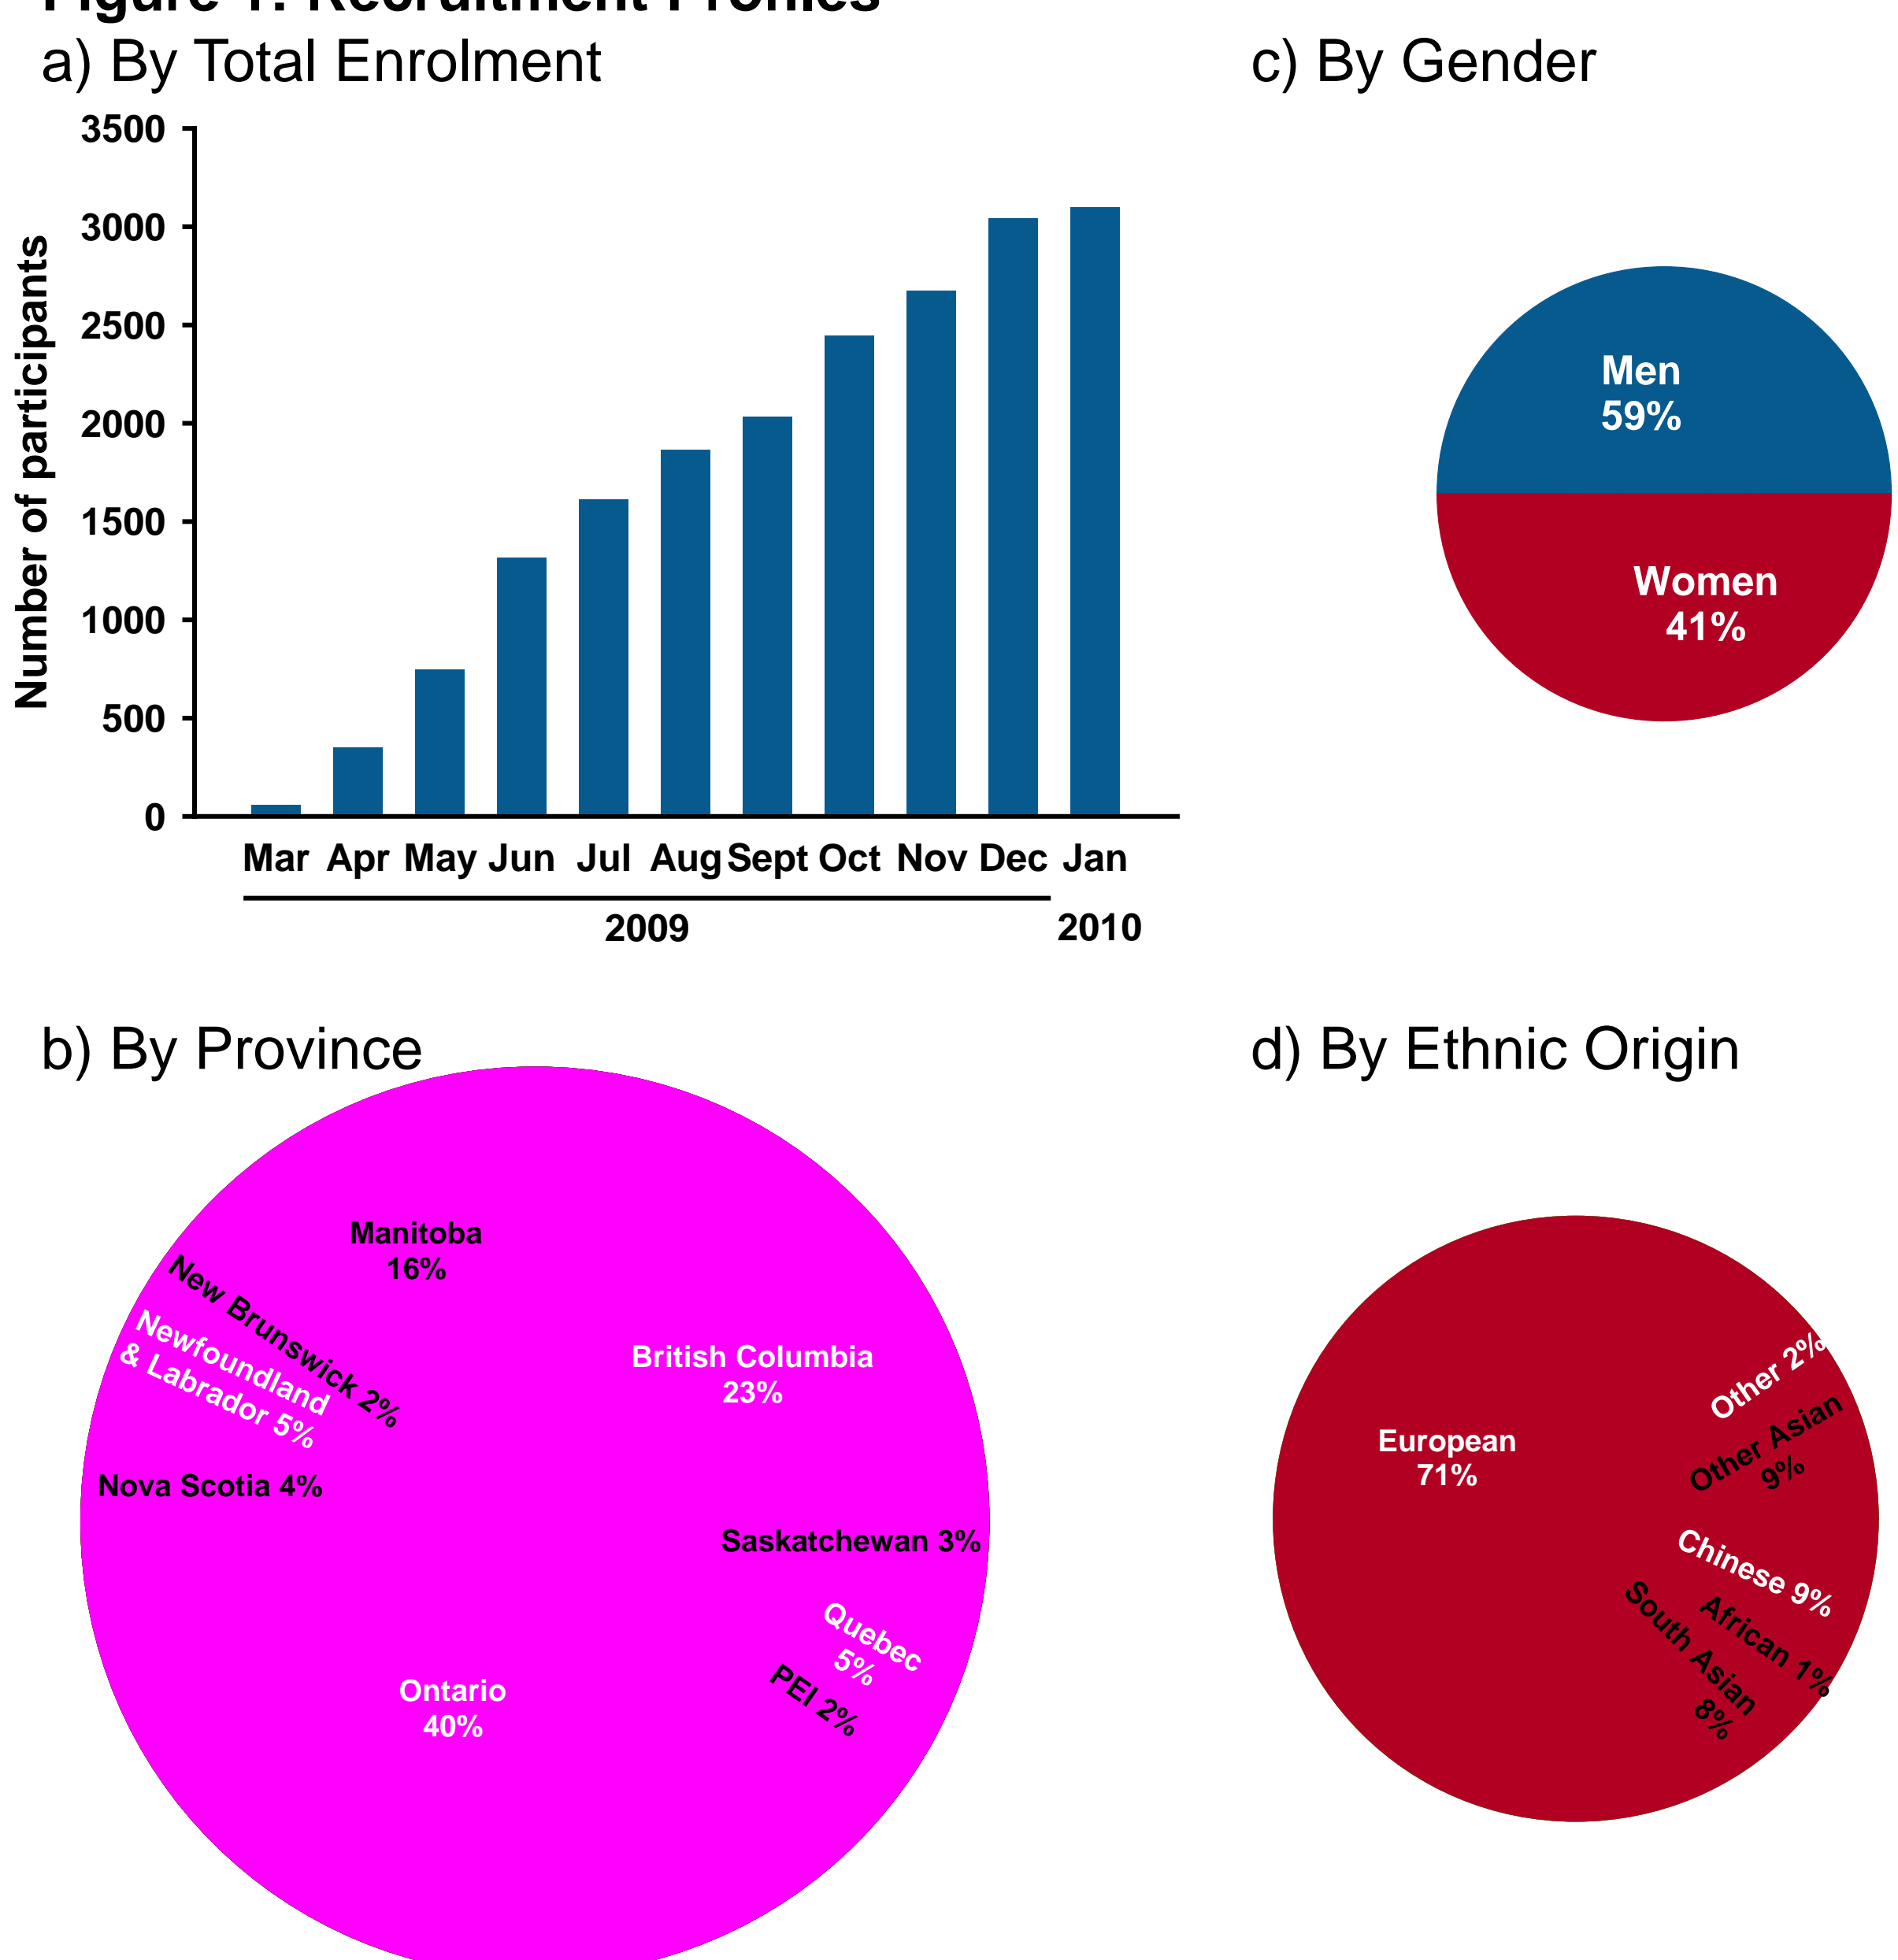 Figure 1: Recruitment Profiles
a) By Total Enrolment
3500
3000
2500
2000
1500
1000
500
0
Number of participants
Mar Apr May Jun Jul Aug Sept Oct Nov Dec Jan
2009
2010
c) By Gender
Men
59%
Women
41%
b) By Province
Manitoba
16%
New Brunswick 2%
Newfoundland
& Labrador 5%
Nova Scotia 4%
British Columbia
23%
Saskatchewan 3%
Quebec
5%
PEI 2%
Ontario
40%
d) By Ethnic Origin
European
71%
Other 2%
Other Asian
9%
Chinese 9%
African 1%
South Asian
8%